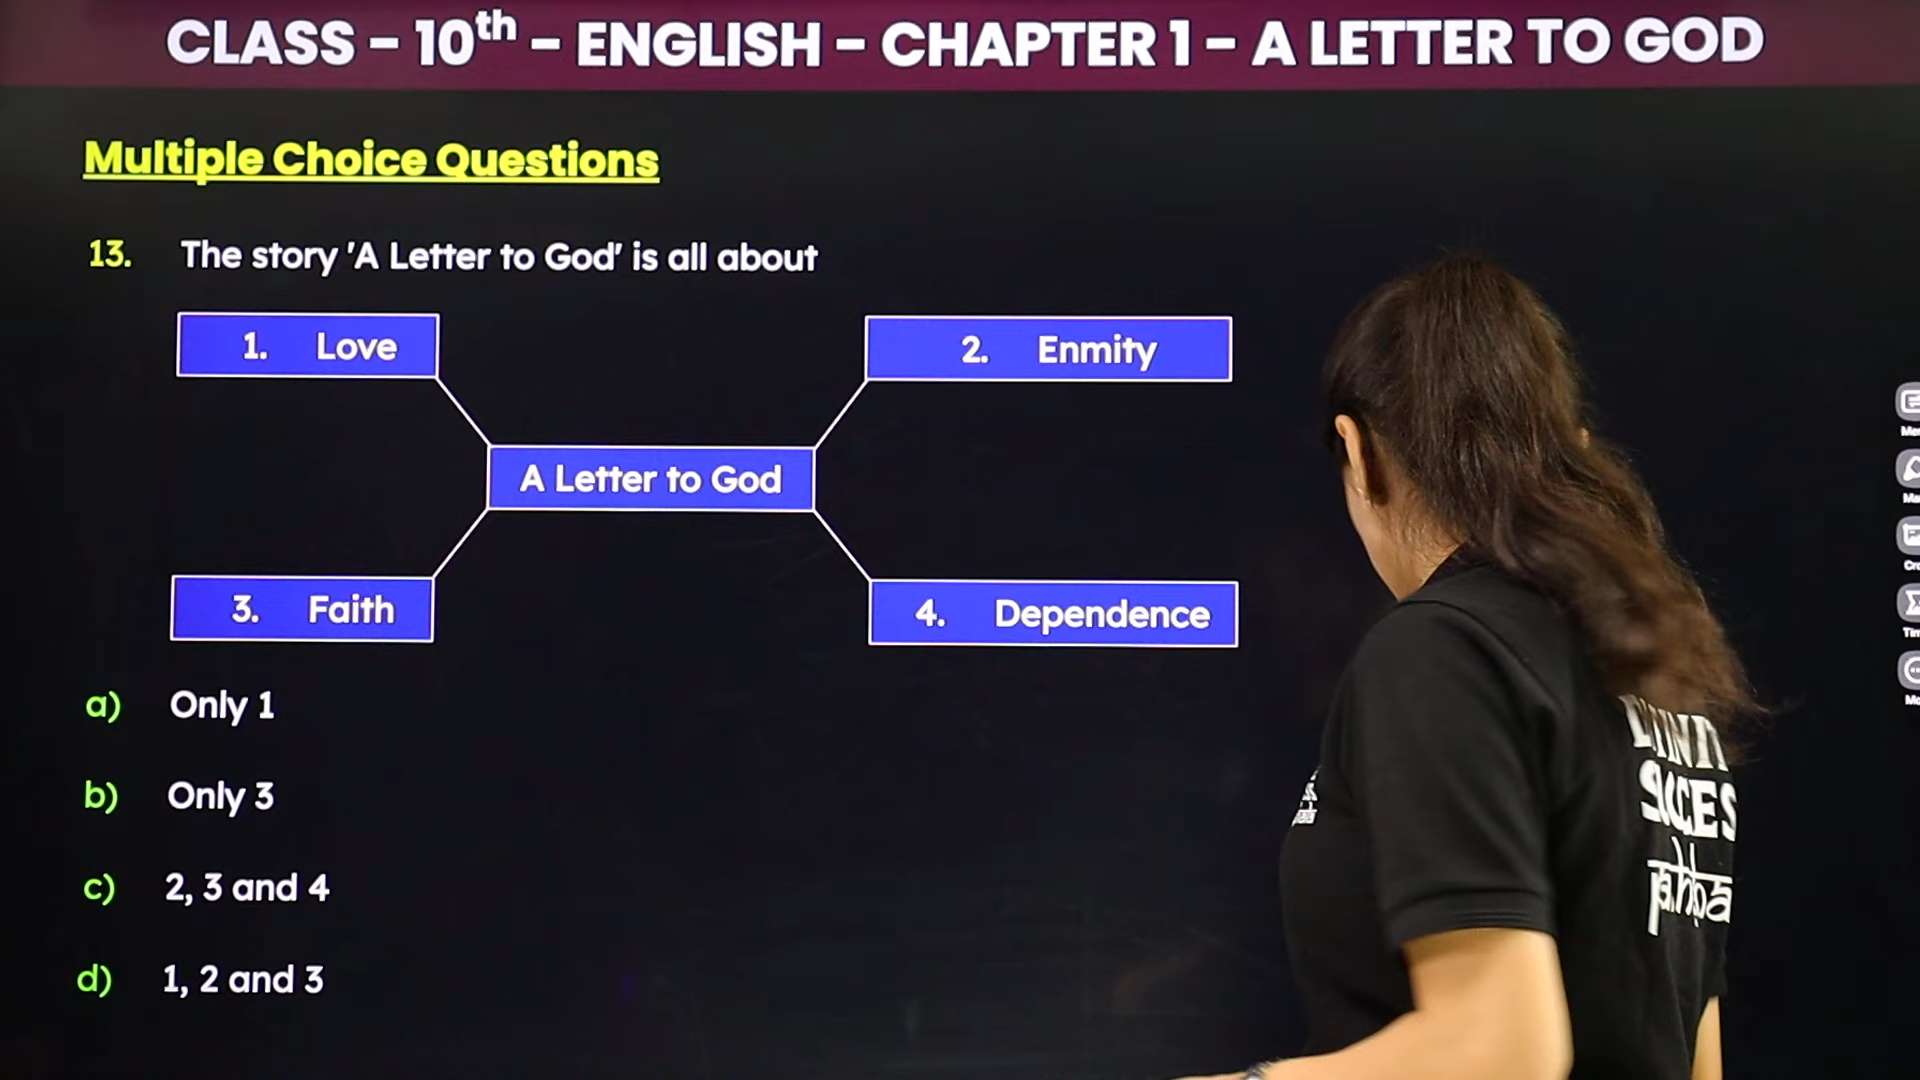 CLASS – 10th – ENGLISH – CHAPTER 1 – A LETTER TO GOD
Multiple Choice Questions
13. The story 'A Letter to God' is all about
1. Love
2. Enmity
A Letter to God
3. Faith
4. Dependence
a) Only 1
b) Only 3
c) 2, 3 and 4
d) 1, 2 and 3